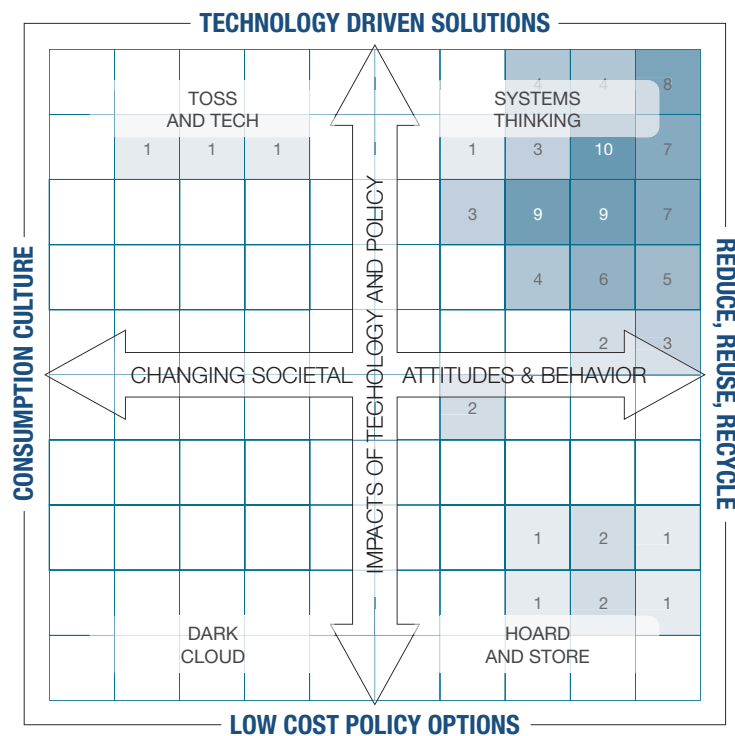 TECHNOLOGY DRIVEN SOLUTIONS
4 4 8
TOSS
AND TECH
SYSTEMS
THINKING
1 1 1 1 3 10 7
3 9 9 7
4 6 5
2 3
CHANGING SOCIETAL ATTITUDES & BEHAVIOR
IMPACTS OF TECHOLOGY AND POLICY
CONSUMPTION CULTURE
REDUCE, REUSE, RECYCLE
2
1 2 1
1 2 1
DARK
CLOUD
HOARD
AND STORE
LOW COST POLICY OPTIONS